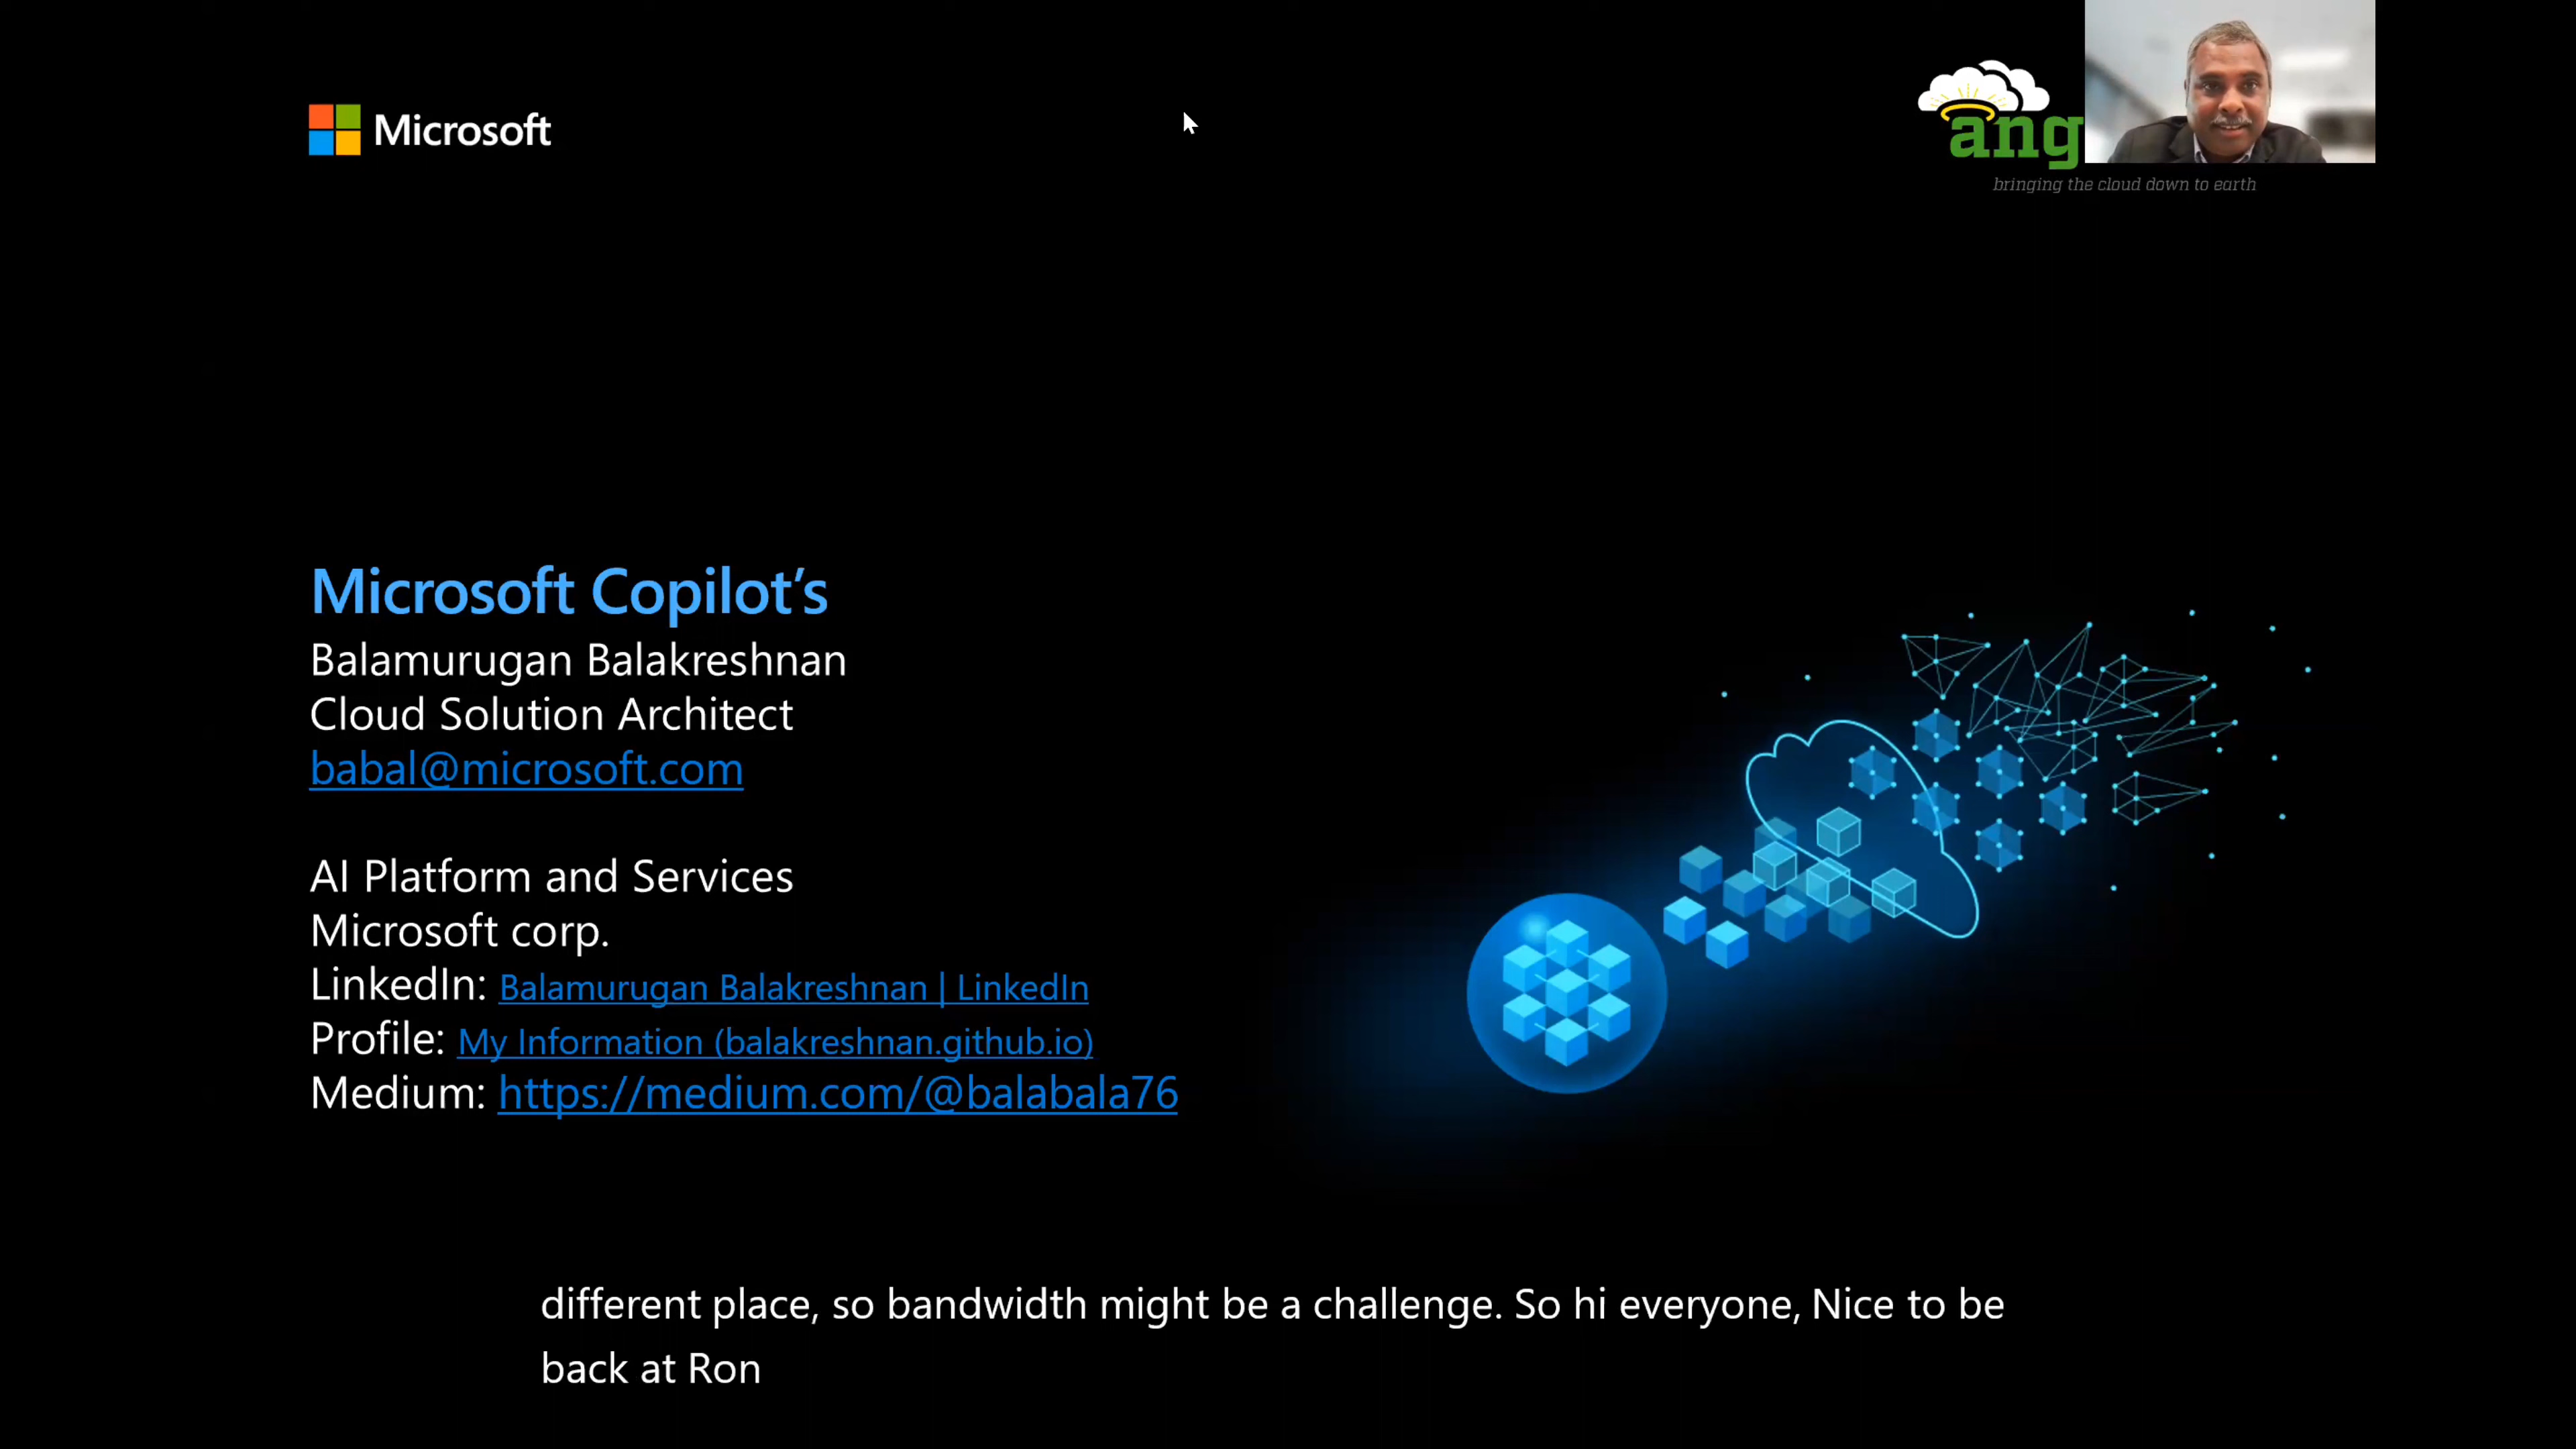 Microsoft
ang
bringing the cloud down to earth
Microsoft Copilot’s
Balamurugan Balakreshnan
Cloud Solution Architect
babal@microsoft.com
AI Platform and Services
Microsoft corp.
LinkedIn: Balamurugan Balakreshnan | LinkedIn
Profile: My Information (balakreshnan.github.io)
Medium: https://medium.com/@balabala76
different place, so bandwidth might be a challenge. So hi everyone, Nice to be
back at Ron